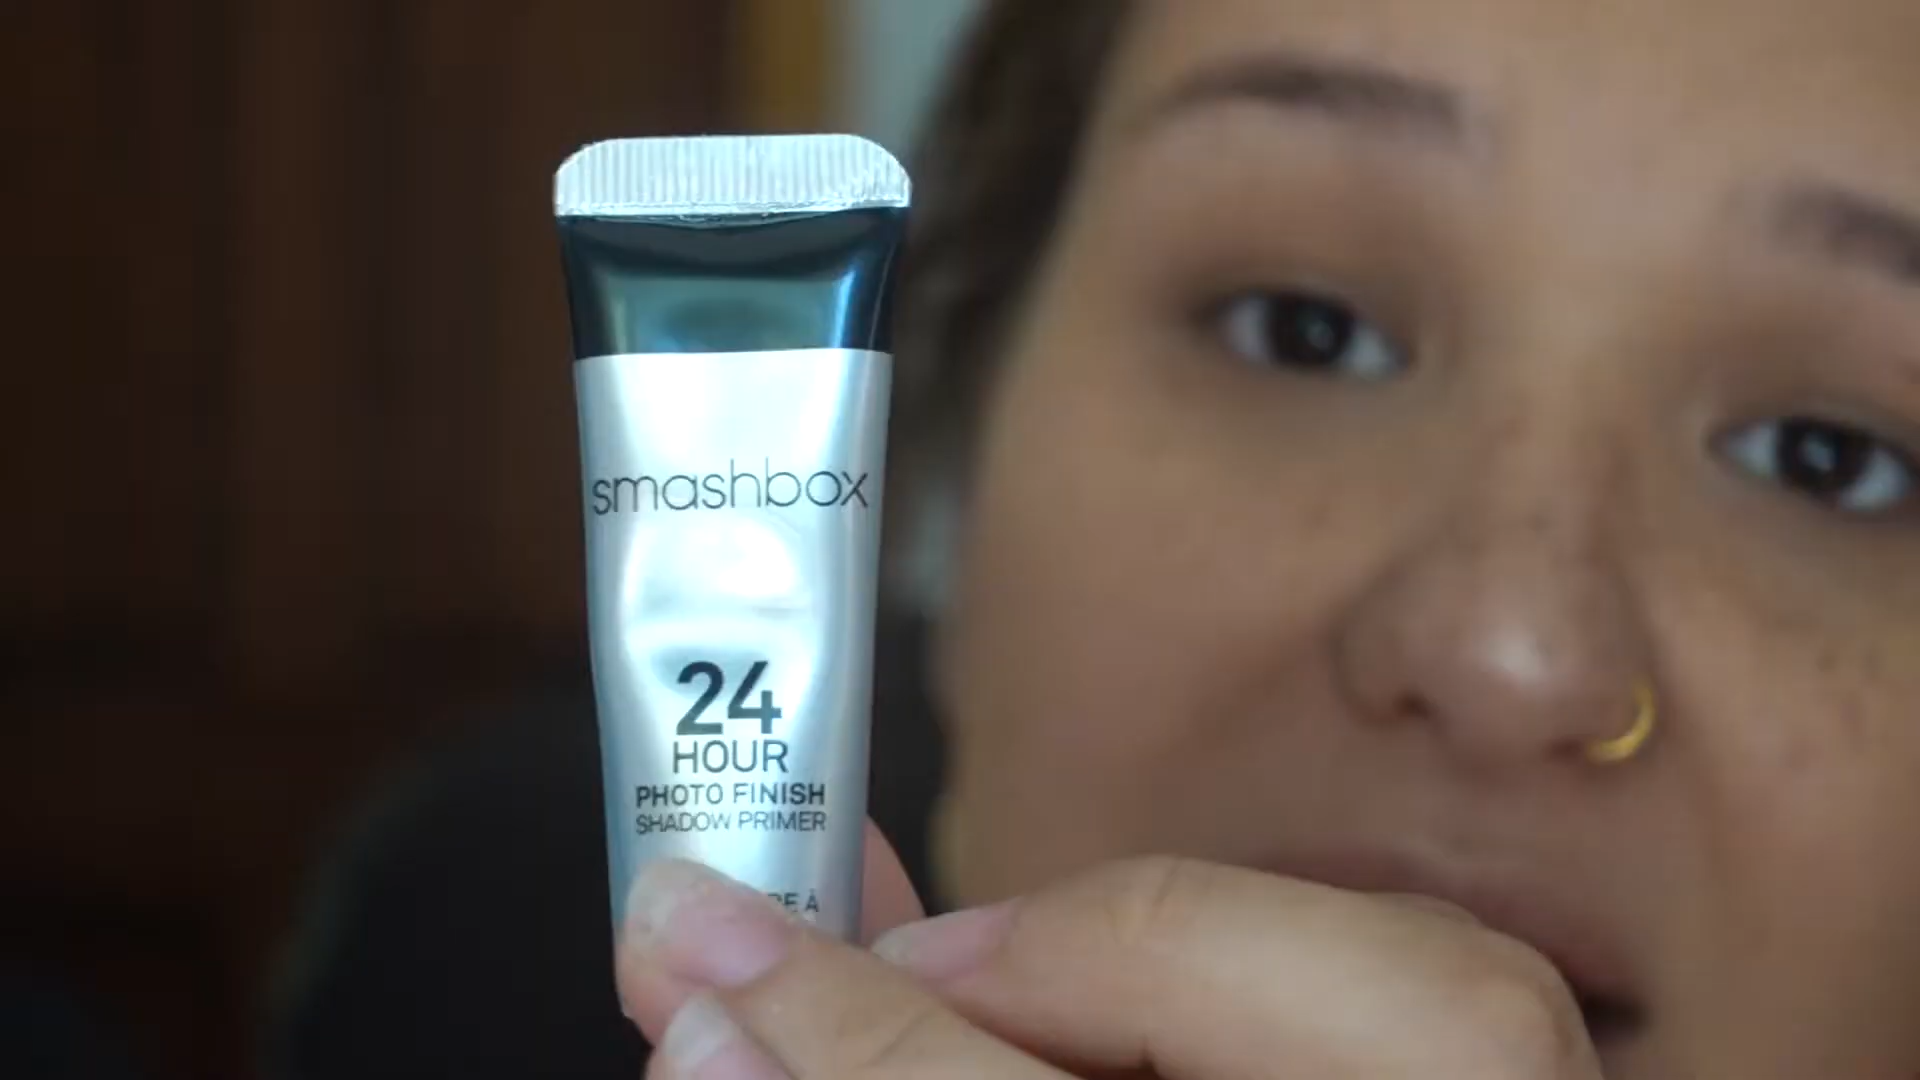 smashbox
24
HOUR
PHOTO FINISH
SHADOW PRIMER
À